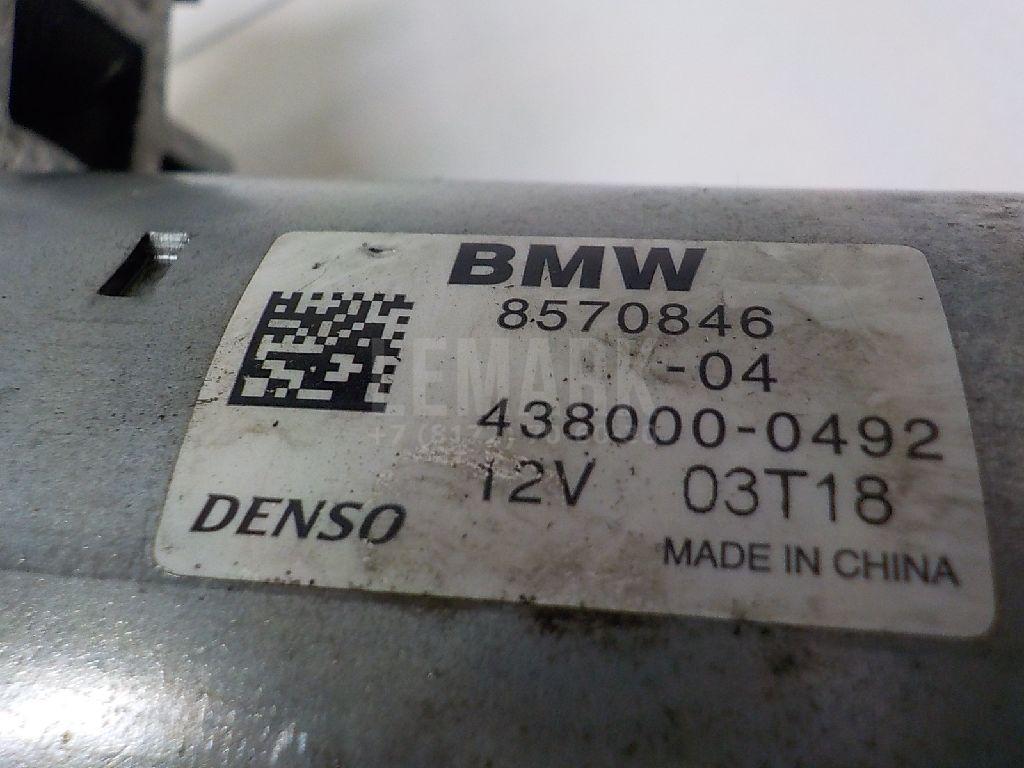 BMW
8570846
-04
LEMARK
438000-0492
12V 03T18
DENSO
MADE IN CHINA